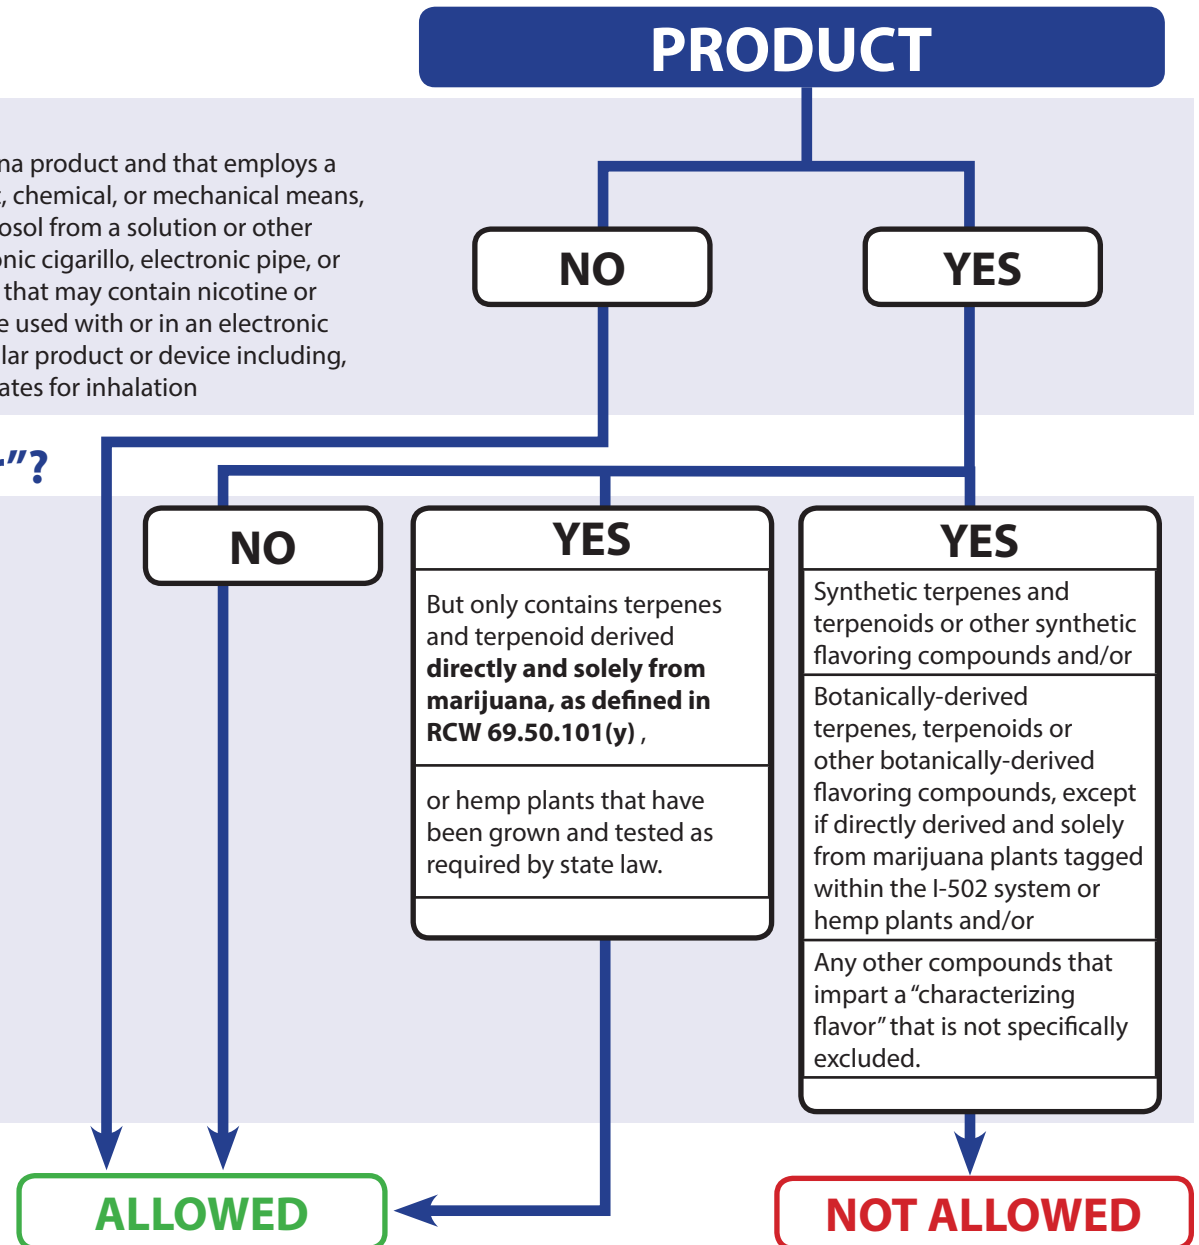 PRODUCT
na product and that employs a
, chemical, or mechanical means,
osol from a solution or other
onic cigarillo, electronic pipe, or
that may contain nicotine or
e used with or in an electronic
lar product or device including,
ates for inhalation
NO
YES
"?
NO
YES
But only contains terpenes
and terpenoid derived
directly and solely from
marijuana, as defined in
RCW 69.50.101(y) ,
or hemp plants that have
been grown and tested as
required by state law.
YES
Synthetic terpenes and
terpenoids or other synthetic
flavoring compounds and/or
Botanically-derived
terpenes, terpenoids or
other botanically-derived
flavoring compounds, except
if directly derived and solely
from marijuana plants tagged
within the I-502 system or
hemp plants and/or
Any other compounds that
impart a “characterizing
flavor” that is not specifically
excluded.
ALLOWED
NOT ALLOWED